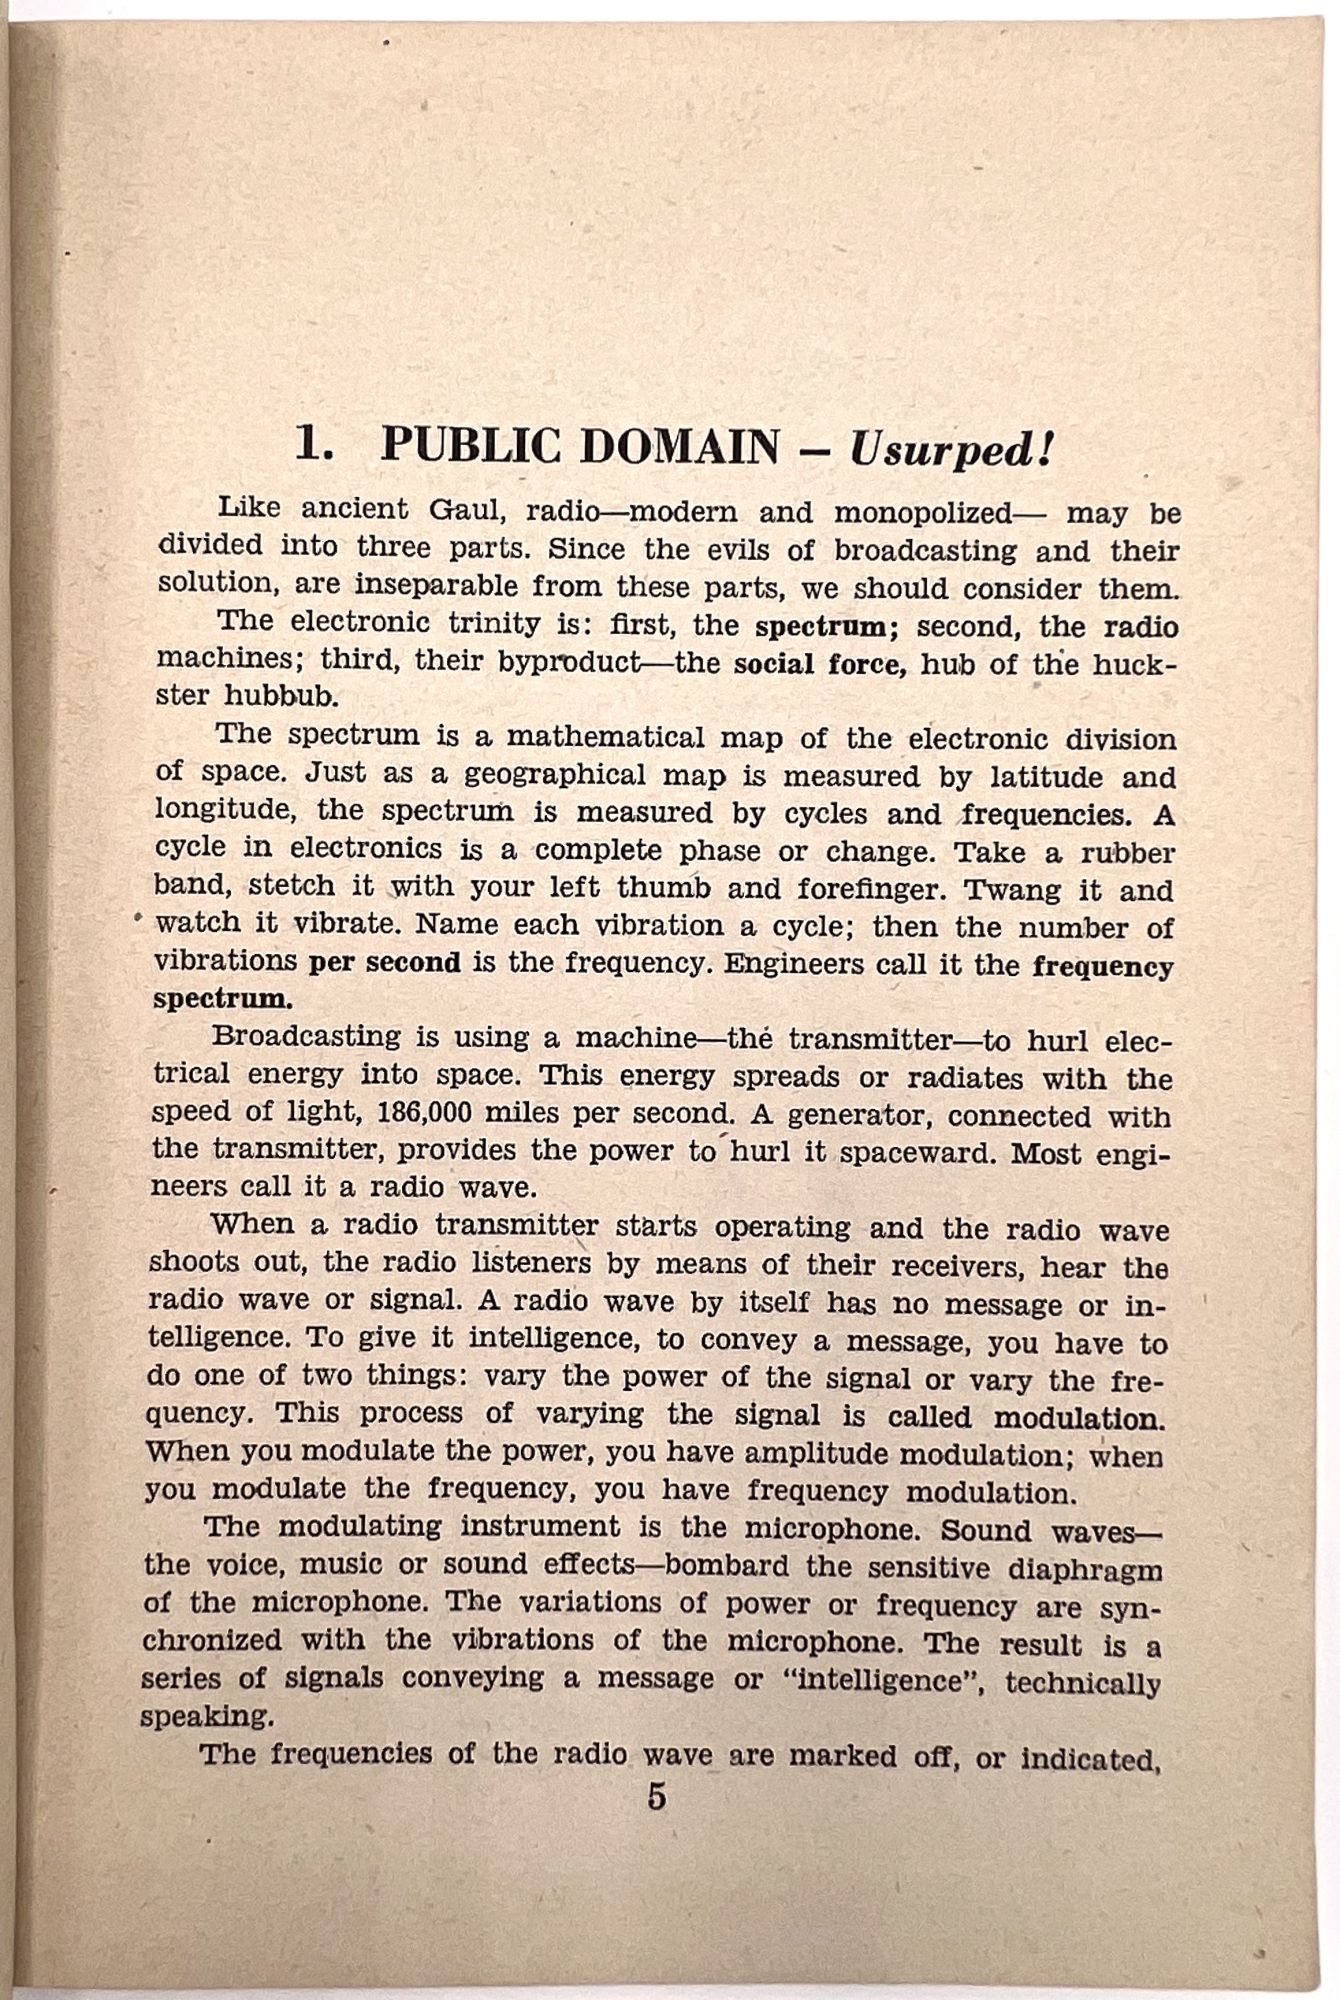 1. PUBLIC DOMAIN – Usurped!
Like ancient Gaul, radio—modern and monopolized— may be
divided into three parts. Since the evils of broadcasting and their
solution, are inseparable from these parts, we should consider them.
The electronic trinity is: first, the spectrum; second, the radio
machines; third, their byproduct—the social force, hub of the huck-
ster hubbub.
The spectrum is a mathematical map of the electronic division
of space. Just as a geographical map is measured by latitude and
longitude, the spectrum is measured by cycles and frequencies. A
cycle in electronics is a complete phase or change. Take a rubber
band, stetch it with your left thumb and forefinger. Twang it and
watch it vibrate. Name each vibration a cycle; then the number of
vibrations per second is the frequency. Engineers call it the frequency
spectrum.
Broadcasting is using a machine—the transmitter—to hurl elec-
trical energy into space. This energy spreads or radiates with the
speed of light, 186,000 miles per second. A generator, connected with
the transmitter, provides the power to hurl it spaceward. Most engi-
neers call it a radio wave.
When a radio transmitter starts operating and the radio wave
shoots out, the radio listeners by means of their receivers, hear the
radio wave or signal. A radio wave by itself has no message or in-
telligence. To give it intelligence, to convey a message, you have to
do one of two things: vary the power of the signal or vary the fre-
quency. This process of varying the signal is called modulation.
When you modulate the power, you have amplitude modulation; when
you modulate the frequency, you have frequency modulation.
The modulating instrument is the microphone. Sound waves—
the voice, music or sound effects—bombard the sensitive diaphragm
of the microphone. The variations of power or frequency are syn-
chronized with the vibrations of the microphone. The result is a
series of signals conveying a message or “intelligence”, technically
speaking.
The frequencies of the radio wave are marked off, or indicated,
5